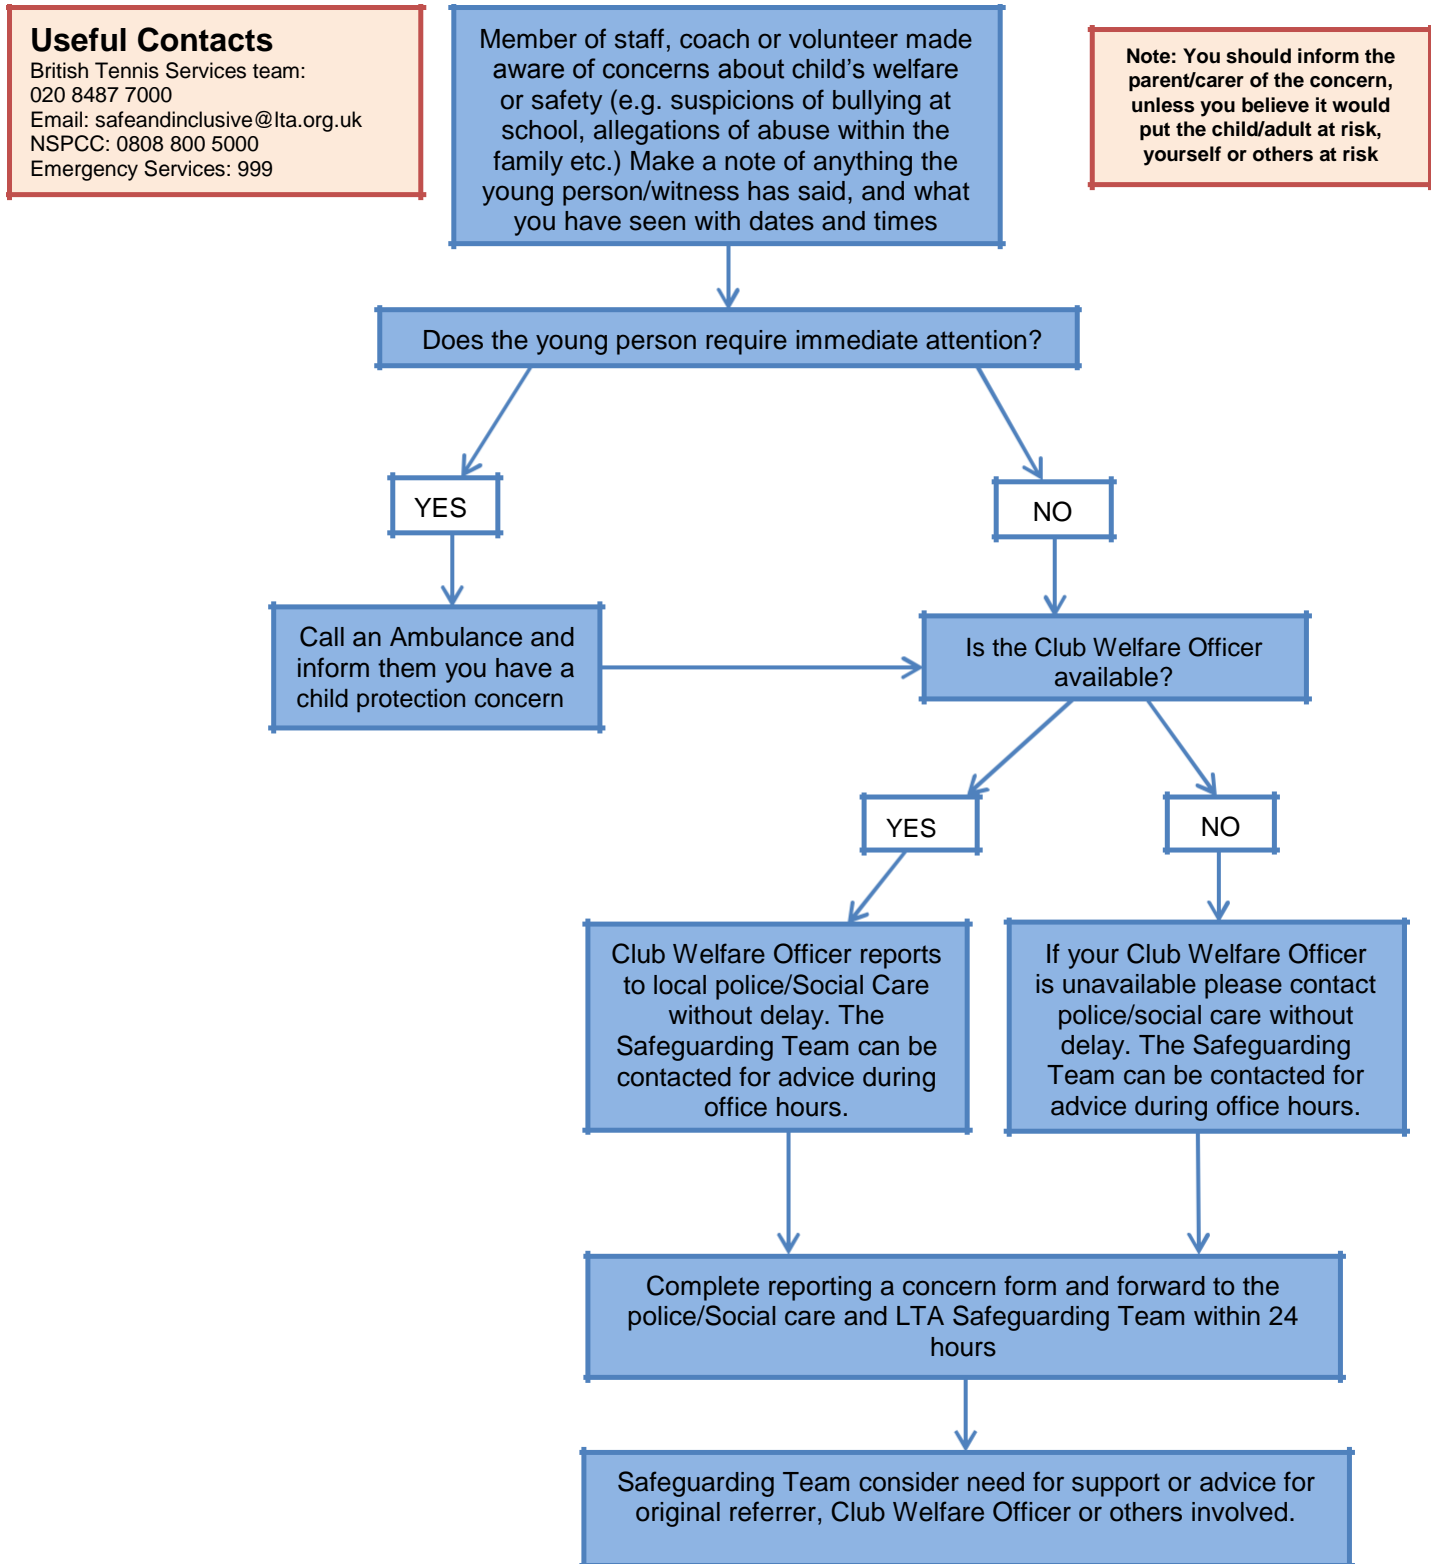 Useful Contacts
British Tennis Services team:
020 8487 7000
Email: safeandinclusive@lta.org.uk
NSPCC: 0808 800 5000
Emergency Services: 999
Member of staff, coach or volunteer made
aware of concerns about child's welfare
or safety (e.g. suspicions of bullying at
school, allegations of abuse within the
family etc.) Make a note of anything the
young person/witness has said, and what
you have seen with dates and times
Note: You should inform the
parent/carer of the concern,
unless you believe it would
put the child/adult at risk,
yourself or others at risk
Does the young person require immediate attention?
YES
NO
Call an Ambulance and
inform them you have a
child protection concern
Is the Club Welfare Officer
available?
YES
NO
Club Welfare Officer reports
to local police/Social Care
without delay. The
Safeguarding Team can be
contacted for advice during
office hours.
If your Club Welfare Officer
is unavailable please contact
police/social care without
delay. The Safeguarding
Team can be contacted for
advice during office hours.
Complete reporting a concern form and forward to the
police/Social care and LTA Safeguarding Team within 24
hours
Safeguarding Team consider need for support or advice for
original referrer, Club Welfare Officer or others involved.